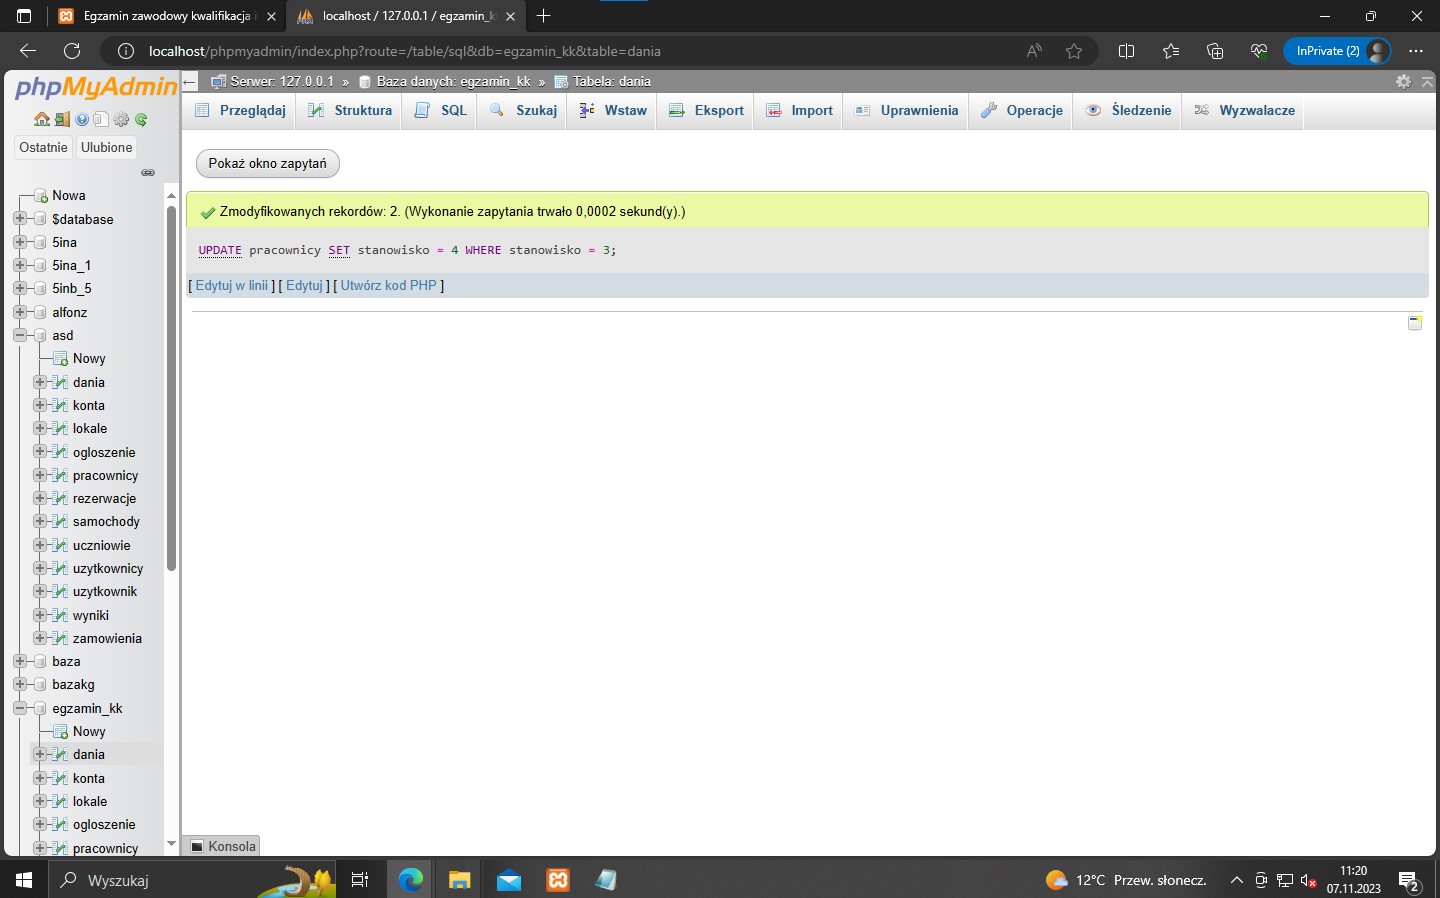 Egzamin zawodowy kwalifikacja i
localhost / 127.0.0.1 / egzamin_k
localhost/phpmyadmin/index.php?route=/table/sql&db=egzamin_kk&table=dania
InPrivate (2)
phpMyAdmin
Ostatnie
Ulubione
Nowa
$database
5ina
5ina_1
5inb_5
alfonz
asd
Nowy
dania
konta
lokale
ogloszenie
pracownicy
rezerwacje
samochody
uczniowie
uzytkownicy
uzytkownik
wyniki
zamowienia
baza
bazakg
egzamin_kk
Nowy
dania
konta
lokale
ogloszenie
pracownicy
Serwer: 127.0.0.1 » Baza danych: egzamin_kk » Tabela: dania
Przeglądaj
Struktura
SQL
Szukaj
Wstaw
Eksport
Import
Uprawnienia
Operacje
Śledzenie
Wyzwalacze
Pokaż okno zapytań
Zmodyfikowanych rekordów: 2. (Wykonanie zapytania trwało 0,0002 sekund(y).)
UPDATE pracownicy SET stanowisko = 4 WHERE stanowisko = 3;
[ Edytuj w linii ] [ Edytuj ] [ Utwórz kod PHP ]
Konsola
Wyszukaj
12°C Przew. słonecz.
11:20
07.11.2023
2